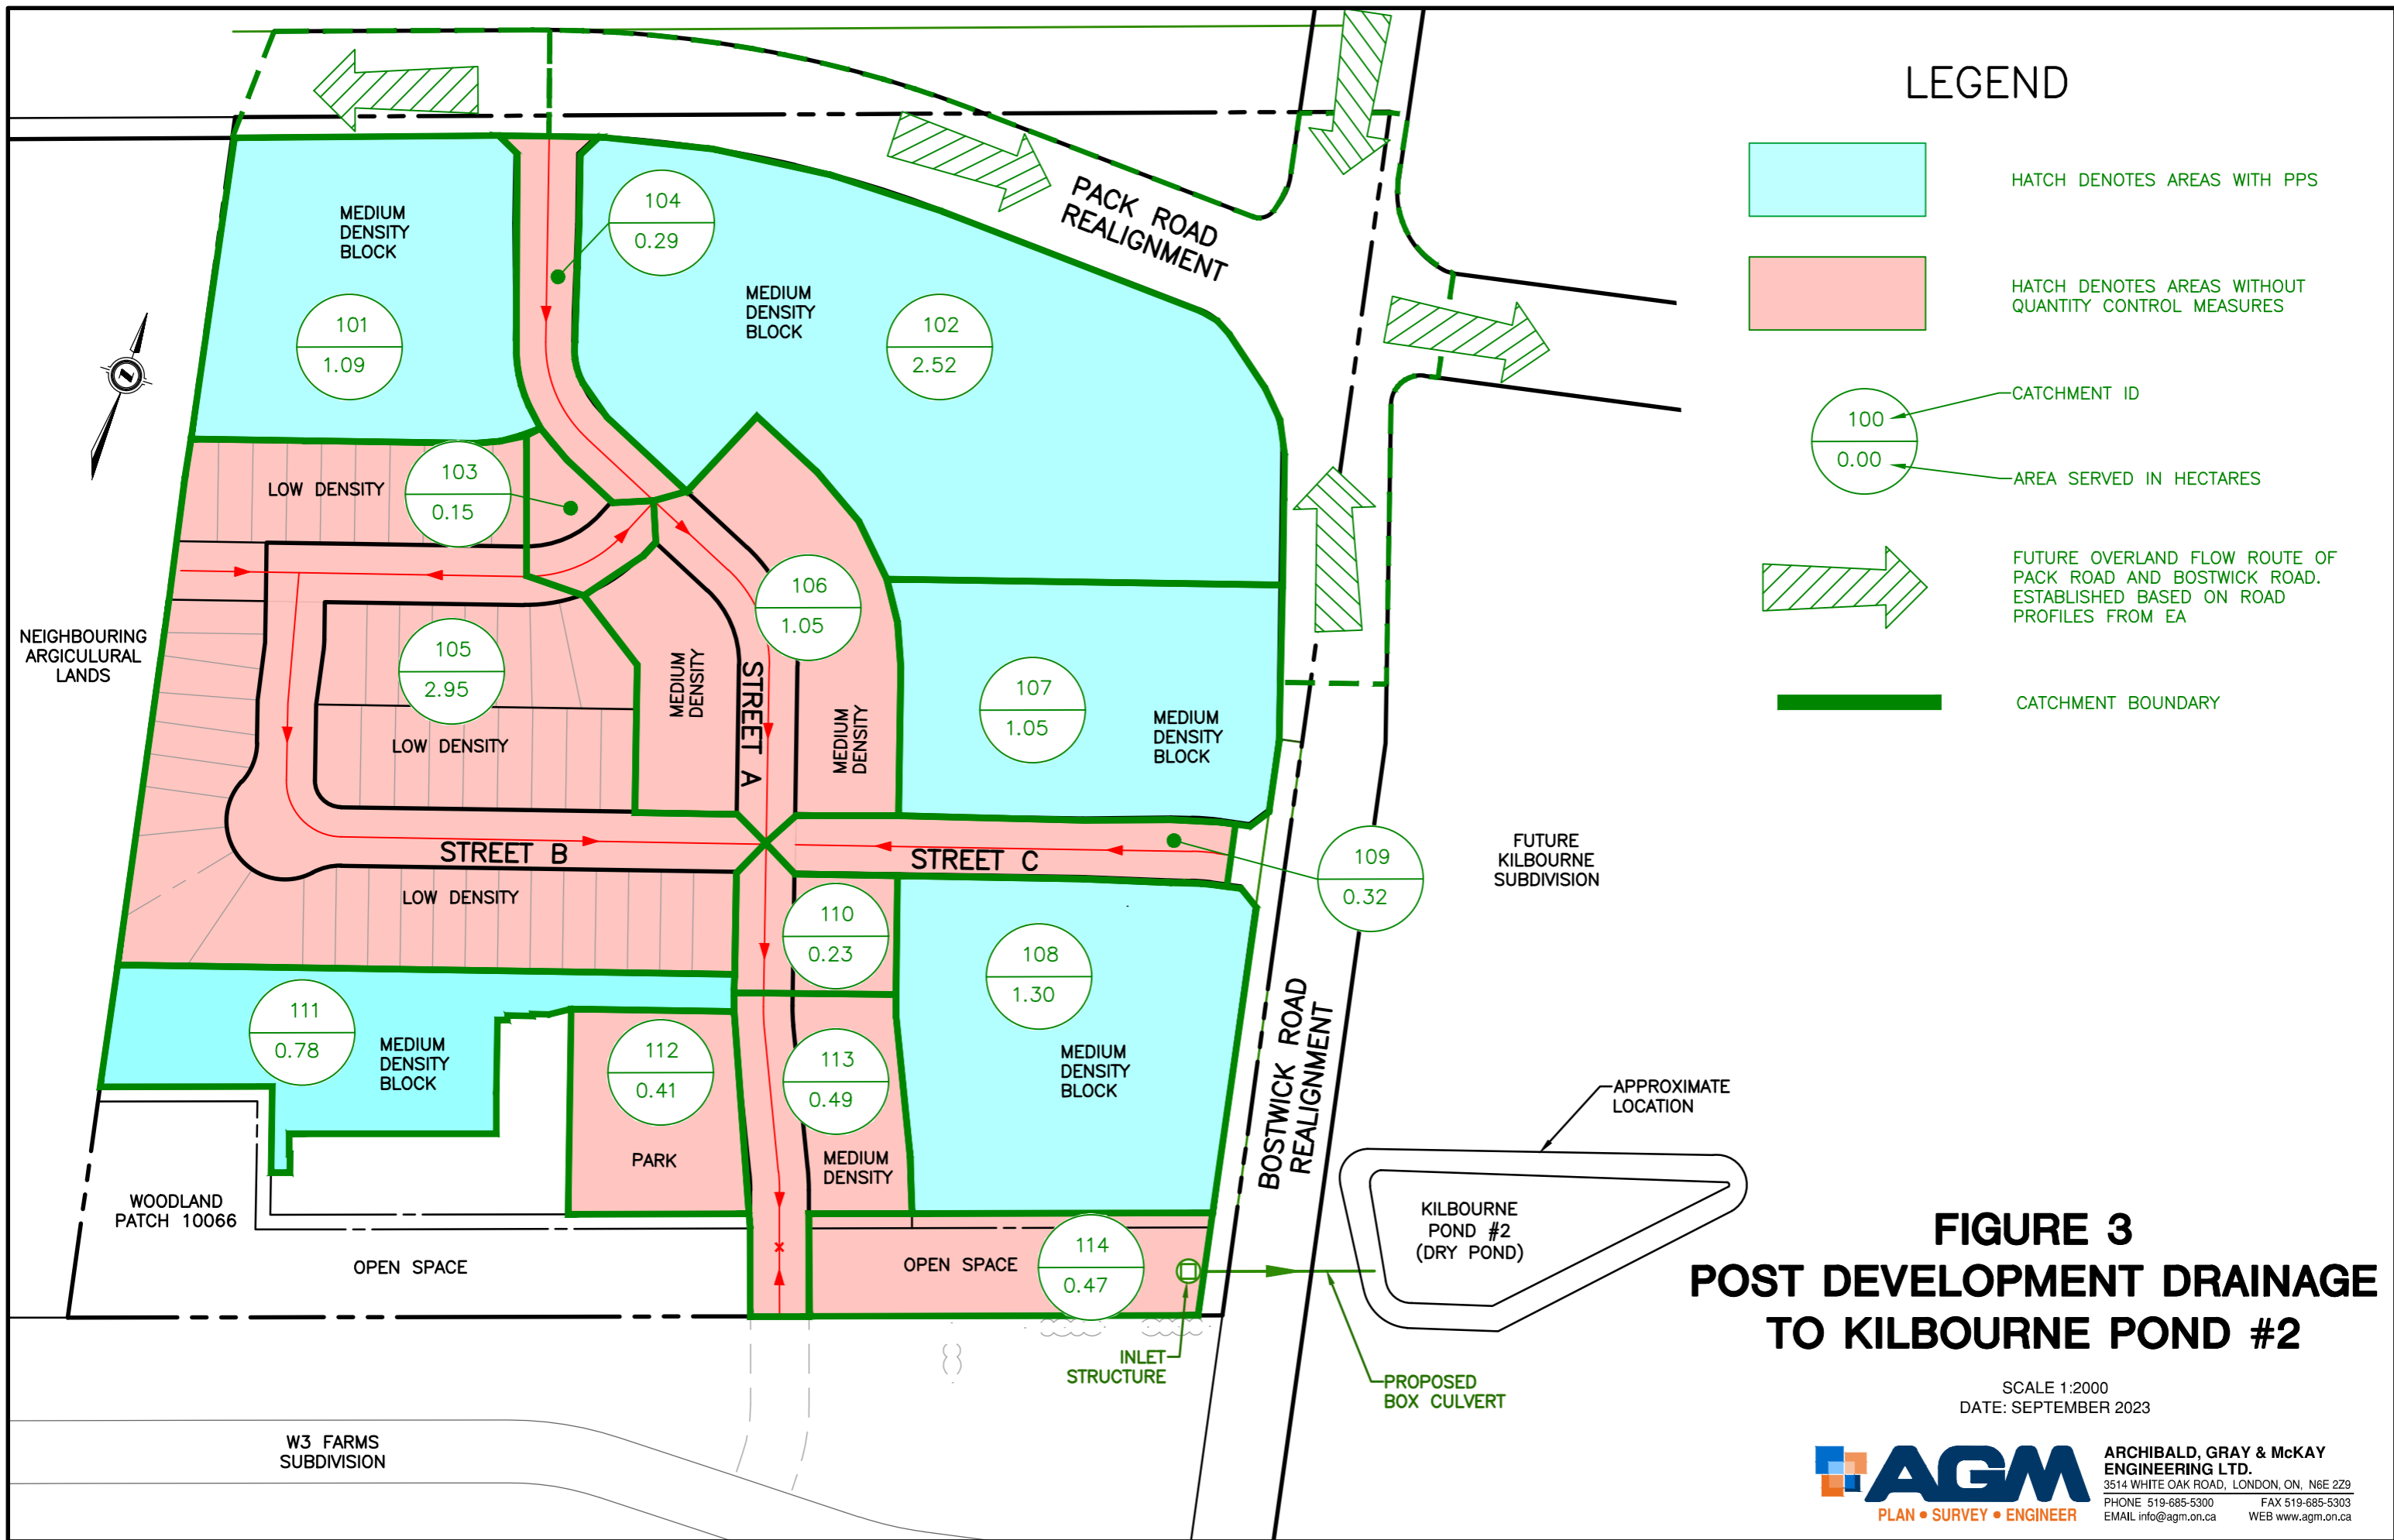 LEGEND
HATCH DENOTES AREAS WITH PPS
HATCH DENOTES AREAS WITHOUT
QUANTITY CONTROL MEASURES
100
0.00
CATCHMENT ID
AREA SERVED IN HECTARES
FUTURE OVERLAND FLOW ROUTE OF
PACK ROAD AND BOSTWICK ROAD.
ESTABLISHED BASED ON ROAD
PROFILES FROM EA
CATCHMENT BOUNDARY
PACK ROAD
REALIGNMENT
MEDIUM
DENSITY
BLOCK
101
1.09
104
0.29
MEDIUM
DENSITY
BLOCK
102
2.52
LOW DENSITY
103
0.15
106
1.05
NEIGHBOURING
ARGICULURAL
LANDS
105
2.95
LOW DENSITY
MEDIUM
DENSITY
STREET A
MEDIUM
DENSITY
107
1.05
MEDIUM
DENSITY
BLOCK
STREET B
STREET C
109
0.32
FUTURE
KILBOURNE
SUBDIVISION
LOW DENSITY
110
0.23
108
1.30
MEDIUM
DENSITY
BLOCK
BOSTWICK ROAD
REALIGNMENT
111
0.78
MEDIUM
DENSITY
BLOCK
112
0.41
PARK
113
0.49
MEDIUM
DENSITY
WOODLAND
PATCH 10066
OPEN SPACE
OPEN SPACE
114
0.47
INLET
STRUCTURE
PROPOSED
BOX CULVERT
APPROXIMATE
LOCATION
KILBOURNE
POND #2
(DRY POND)
W3 FARMS
SUBDIVISION
FIGURE 3
POST DEVELOPMENT DRAINAGE
TO KILBOURNE POND #2
SCALE 1:2000
DATE: SEPTEMBER 2023
AGM
PLAN • SURVEY • ENGINEER
ARCHIBALD, GRAY & McKAY
ENGINEERING LTD.
3514 WHITE OAK ROAD, LONDON, ON, N6E 2Z9
PHONE 519-685-5300 FAX 519-685-5303
EMAIL info@agm.on.ca WEB www.agm.on.ca